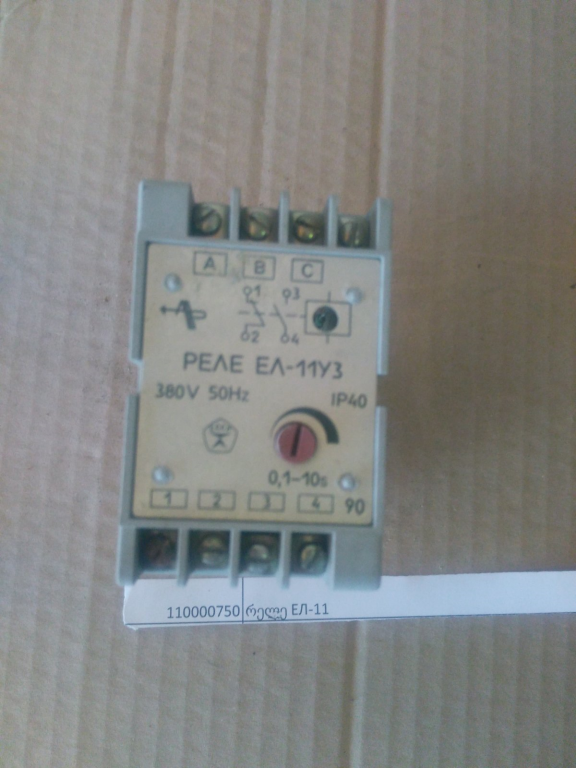 A B C
1 3
2 4
РЕЛЕ ЕЛ-11У3
380V 50Hz
IP40
0,1-10s
1 2 3 4 90
110000750 რელე ЕЛ-11